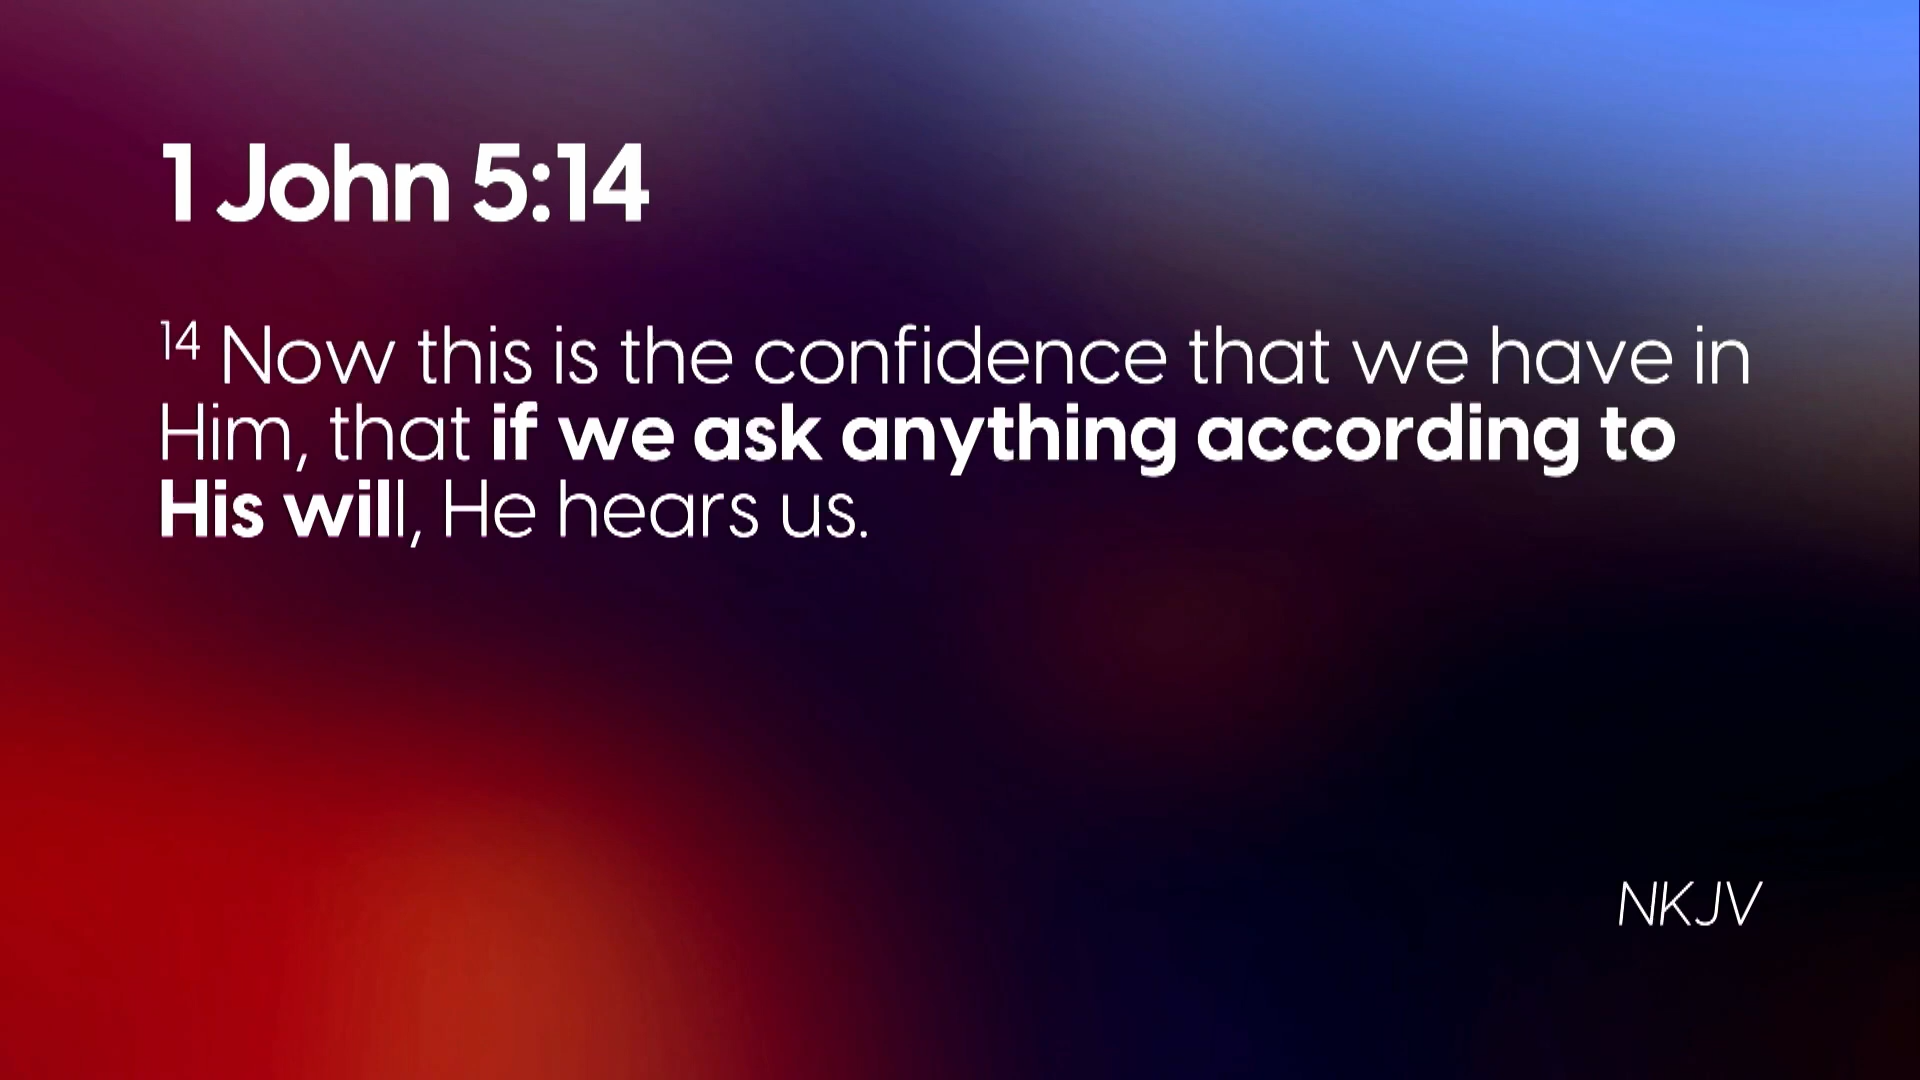 1 John 5:14
14 Now this is the confidence that we have in
Him, that if we ask anything according to
His will, He hears us.
NKJV